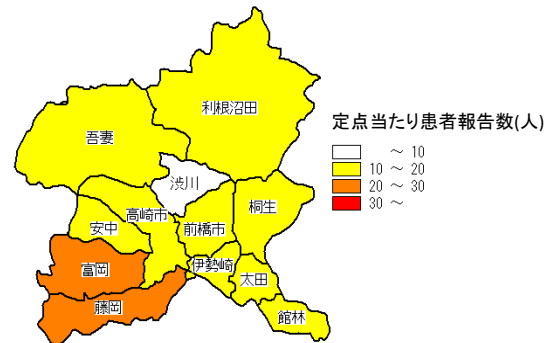 利根沼田
吾妻
定点当たり患者報告数(人)
～ 10
10 ～ 20
20 ～ 30
30 ～
渋川
桐生
高崎市
前橋市
安中
伊勢崎
富岡
太田
藤岡
館林